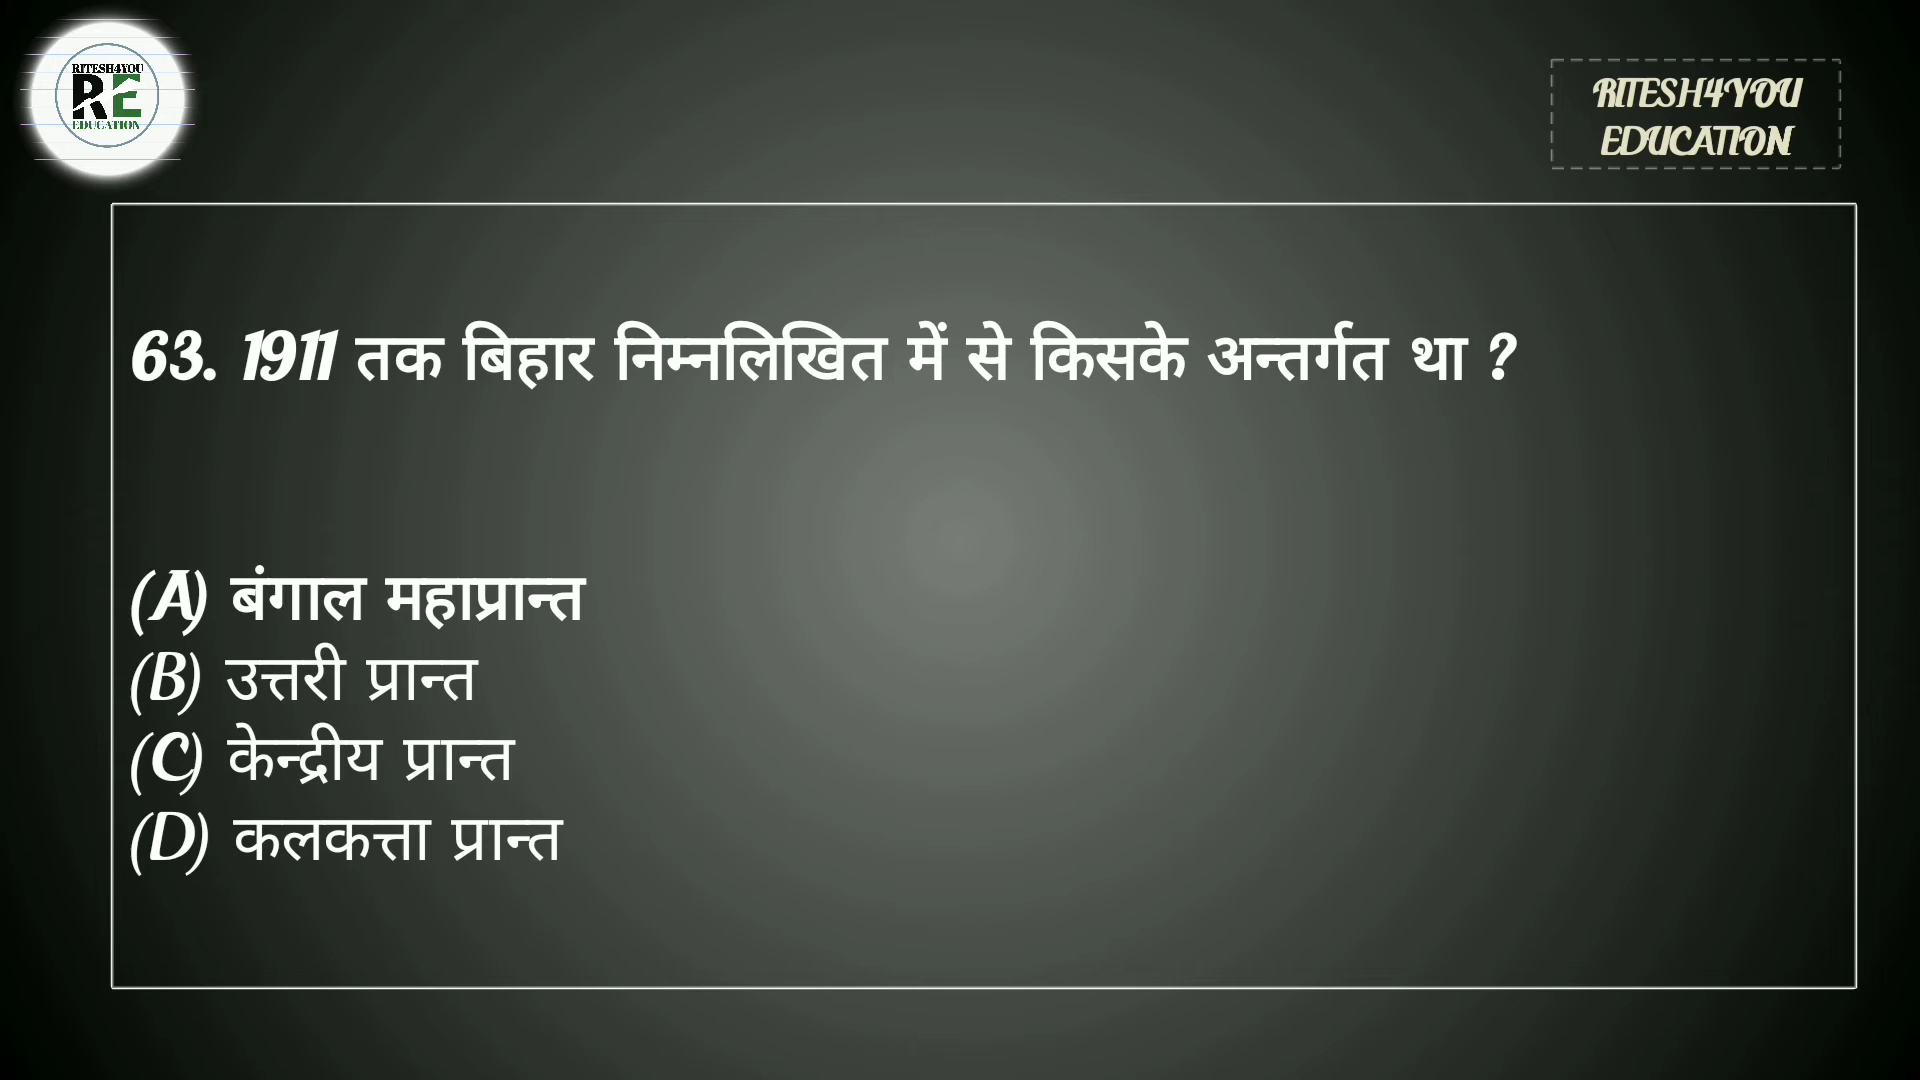 RITESH4YOU
RE
EDUCATION
RITESH4YOU
EDUCATION
63. 1911 तक बिहार निम्नलिखित में से किसके अन्तर्गत था ?
(A) बंगाल महाप्रान्त
(B) उत्तरी प्रान्त
(C) केन्द्रीय प्रान्त
(D) कलकत्ता प्रान्त